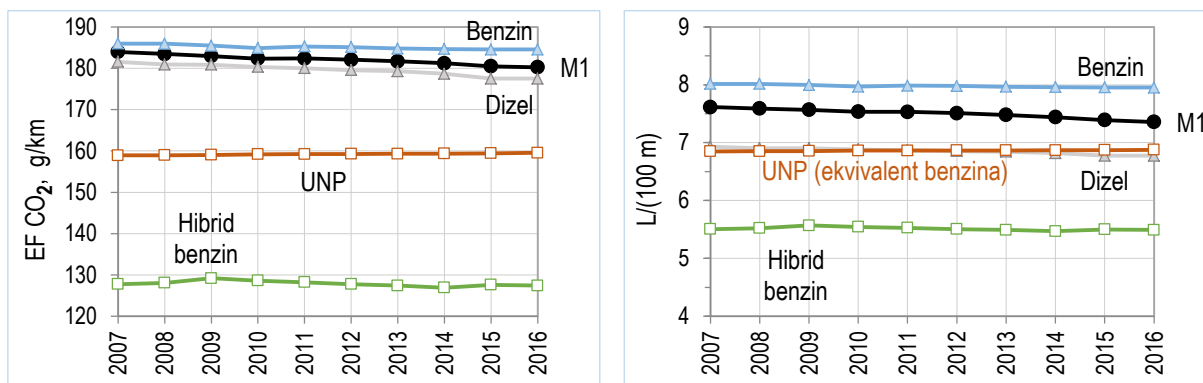 EF CO2, g/km
190
180
170
160
150
140
130
120
Benzin
M1
Dizel
UNP
Hibrid
benzin
2007
2008
2009
2010
2011
2012
2013
2014
2015
2016
L/(100 m)
9
8
7
6
5
4
Benzin
M1
UNP (ekvivalent benzina)
Dizel
Hibrid
benzin
2007
2008
2009
2010
2011
2012
2013
2014
2015
2016